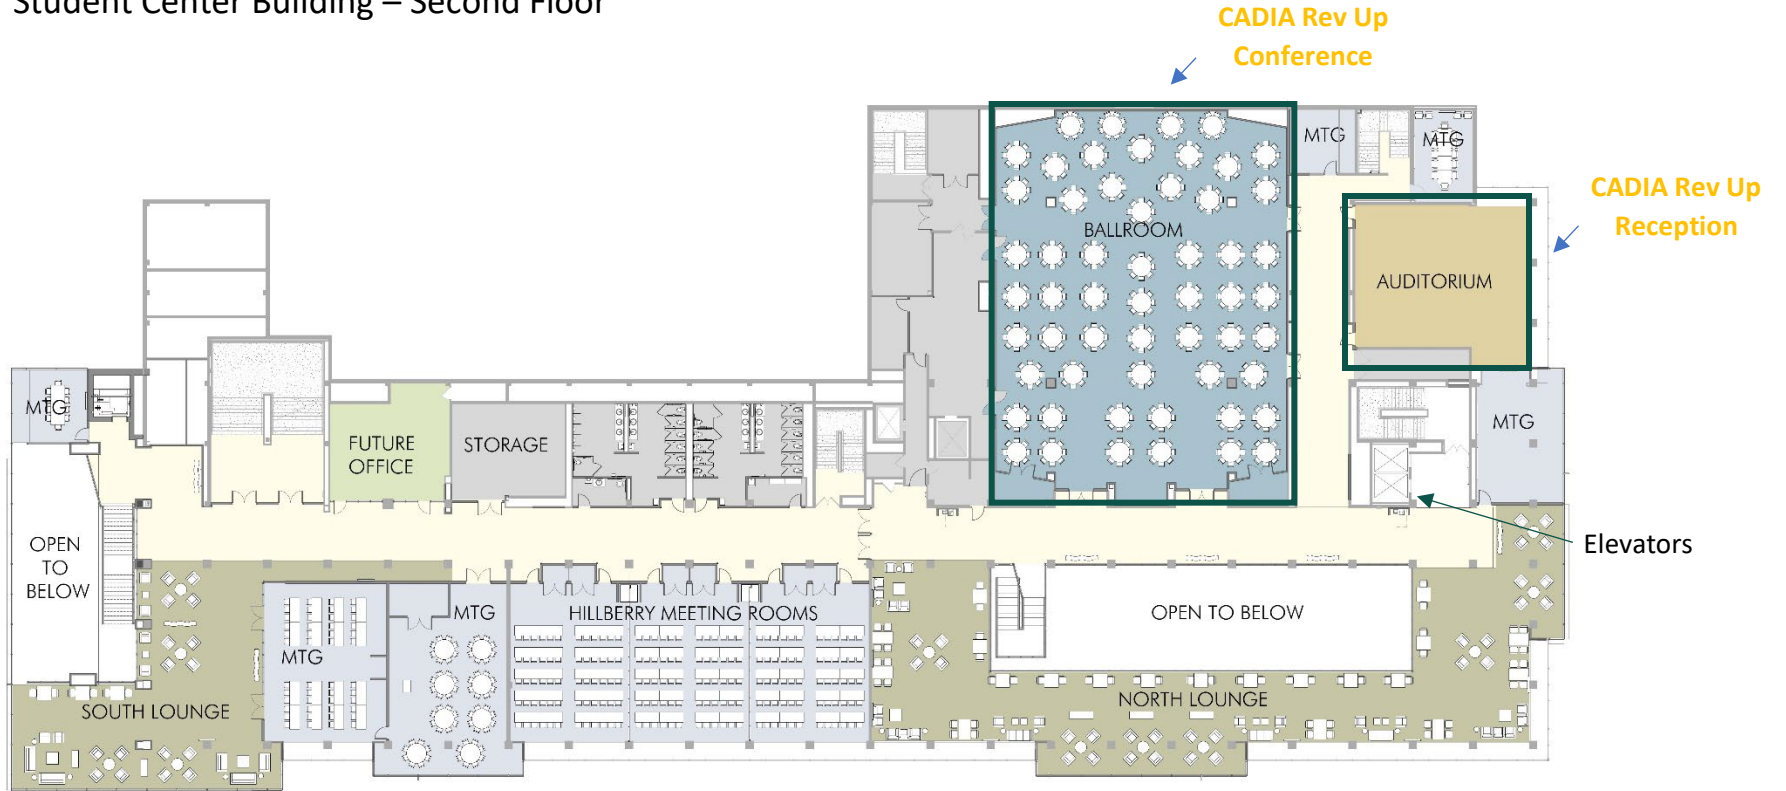 Student Center Building – Second Floor
CADIA Rev Up
Conference
CADIA Rev Up
Reception
MTG
MTG
BALLROOM
AUDITORIUM
MTG
FUTURE
OFFICE
STORAGE
MTG
OPEN
TO
BELOW
Elevators
MTG
HILLBERRY MEETING ROOMS
OPEN TO BELOW
MTG
SOUTH LOUNGE
NORTH LOUNGE